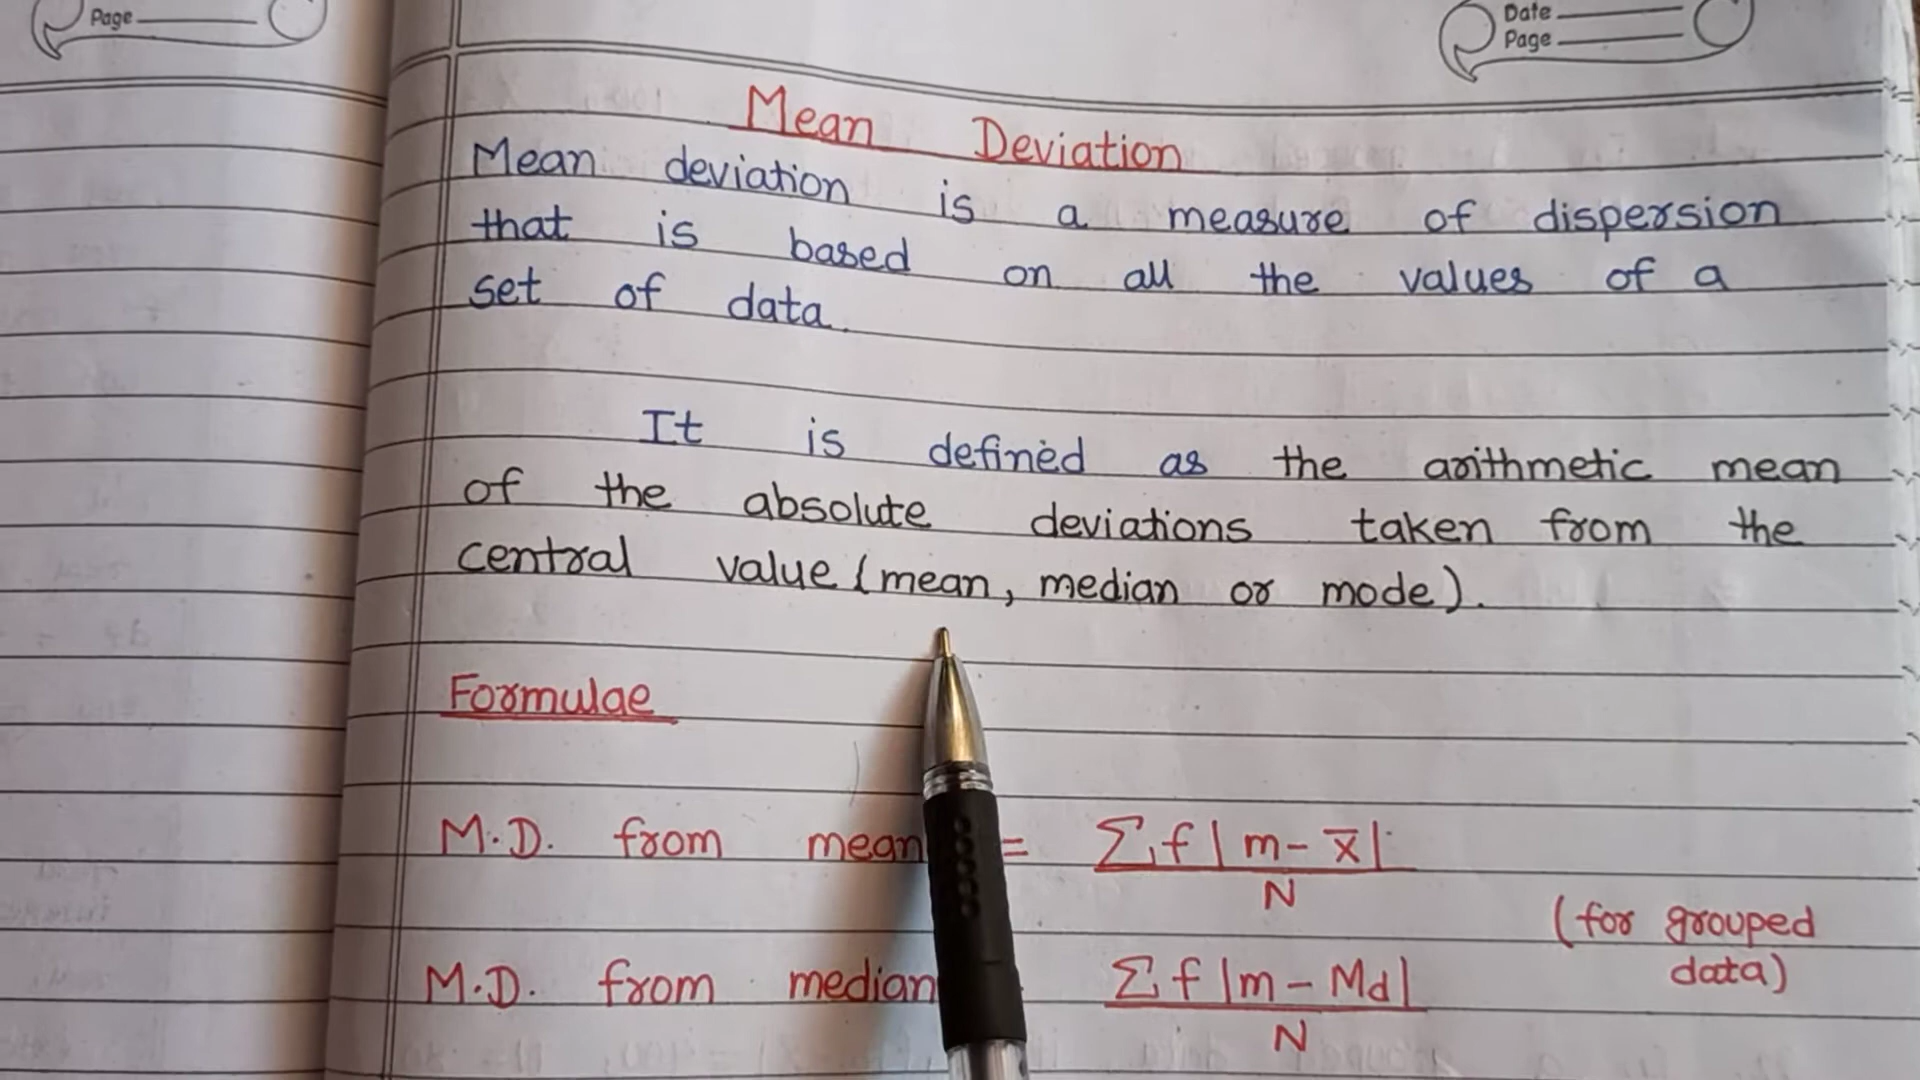 Page
Date
Page
Mean Deviation
Mean deviation is a measure of dispersion
that is based on all the values of a
set of data.
It is defined as the arithmetic mean
of the absolute deviations taken from the
central value (mean, median or mode).
Formulae
M.D. from mean = Σf|m- x̅|
N
(for grouped
data)
M.D. from median Σf|m - Md|
N